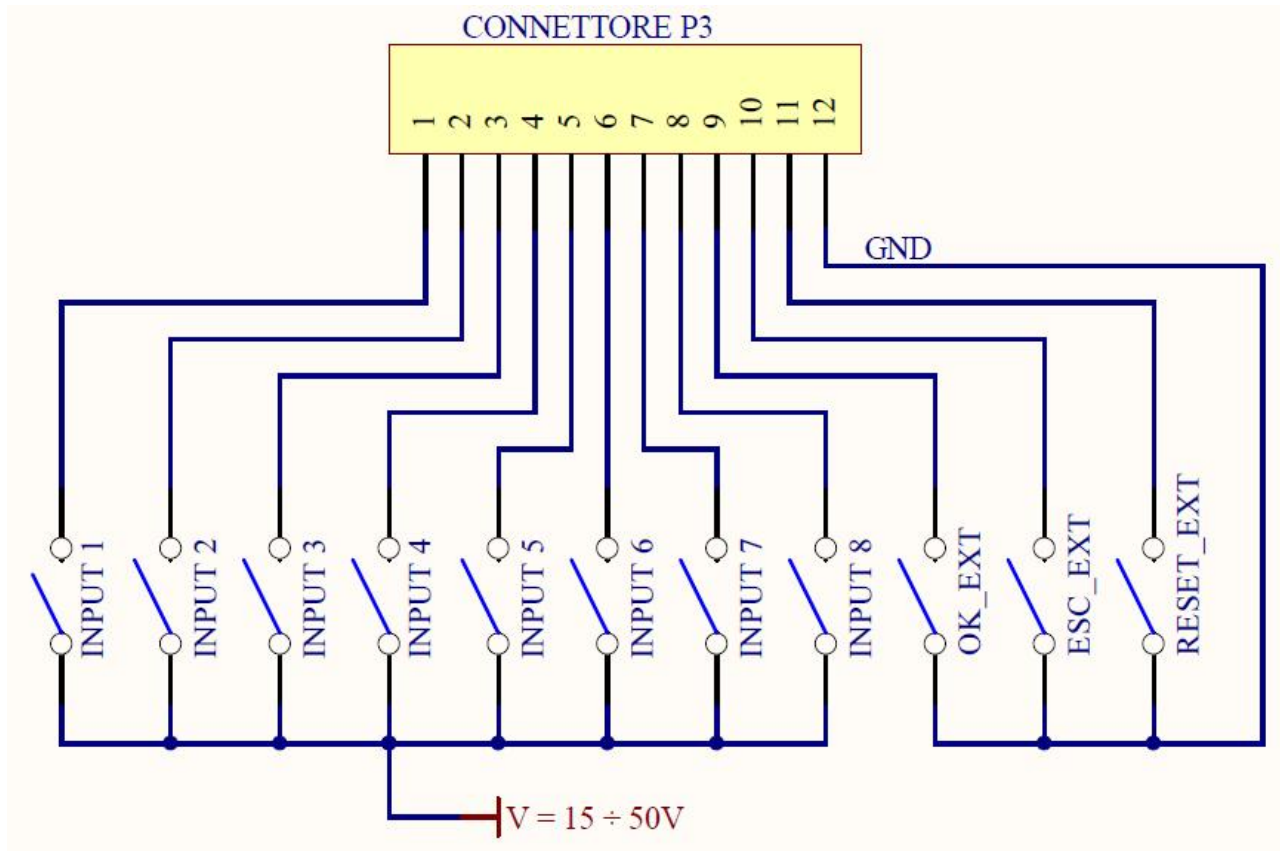 CONNETTORE P3
1 2 3 4 5 6 7 8 9 10 11 12
GND
INPUT 1
INPUT 2
INPUT 3
INPUT 4
INPUT 5
INPUT 6
INPUT 7
INPUT 8
OK_EXT
ESC_EXT
RESET_EXT
V = 15 ÷ 50V